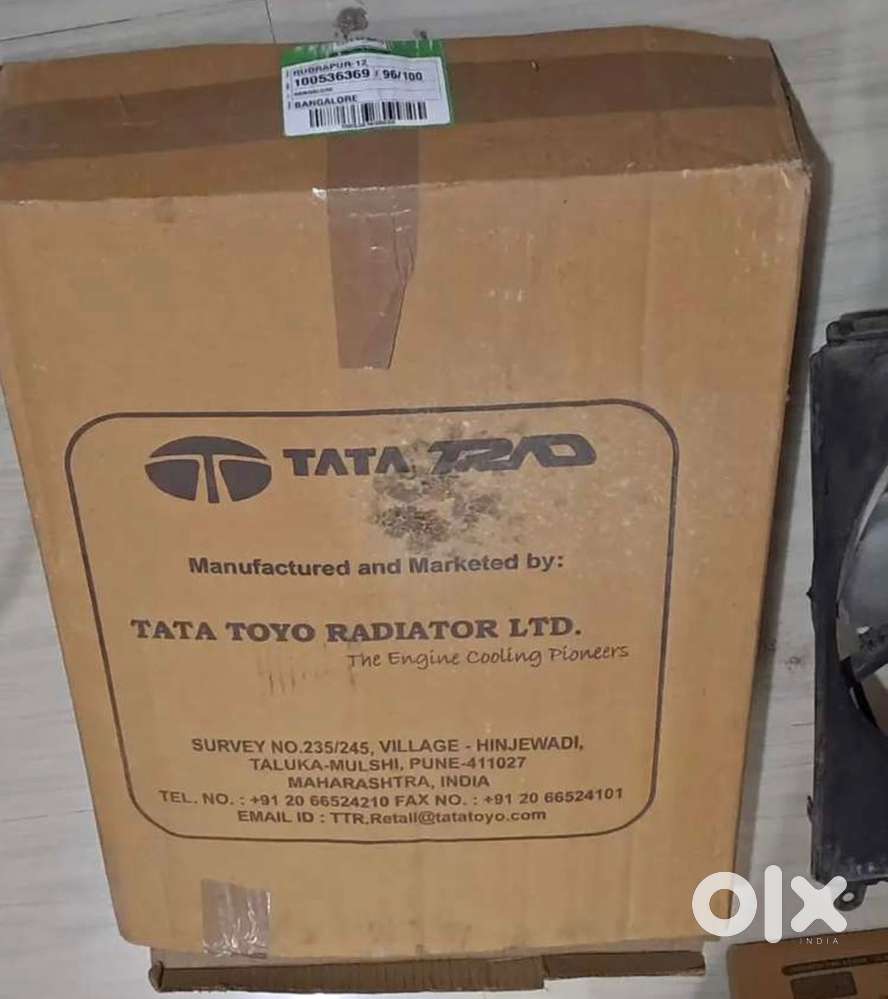 RUDRAPUR-12
100536369 / 96/100
BANGALORE
BANGALORE
TATA TRAD
Manufactured and Marketed by:
TATA TOYO RADIATOR LTD.
The Engine Cooling Pioneers
SURVEY NO.235/245, VILLAGE - HINJEWADI,
TALUKA-MULSHI, PUNE-411027
MAHARASHTRA, INDIA
TEL. NO. : +91 20 66524210 FAX NO. : +91 20 66524101
EMAIL ID : TTR.Retail@tatatoyo.com
olx
INDIA